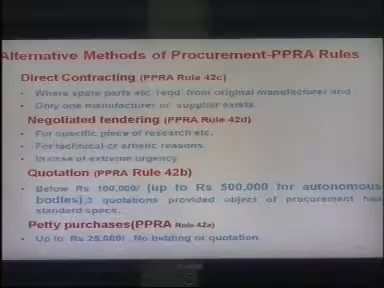 Alternative Methods of Procurement-PPRA Rules
Direct Contracting (PPRA Rule 42c)
• Where spare parts etc. requ. from original manufacturer and
• Only one manufacturer or supplier exists.
Negotiated tendering (PPRA Rule 42d)
• For specific piece of research etc.
• For technical or artistic reasons
• In case of extreme urgency.
Quotation (PPRA Rule 42b)
• Below Rs 100,000/ (up to Rs 500,000 for autonomous
bodies),3 quotations provided object of procurement has
standard specs.
Petty purchases(PPRA Rule 42a)
• Up to Rs 25,000/ No bidding or quotation.